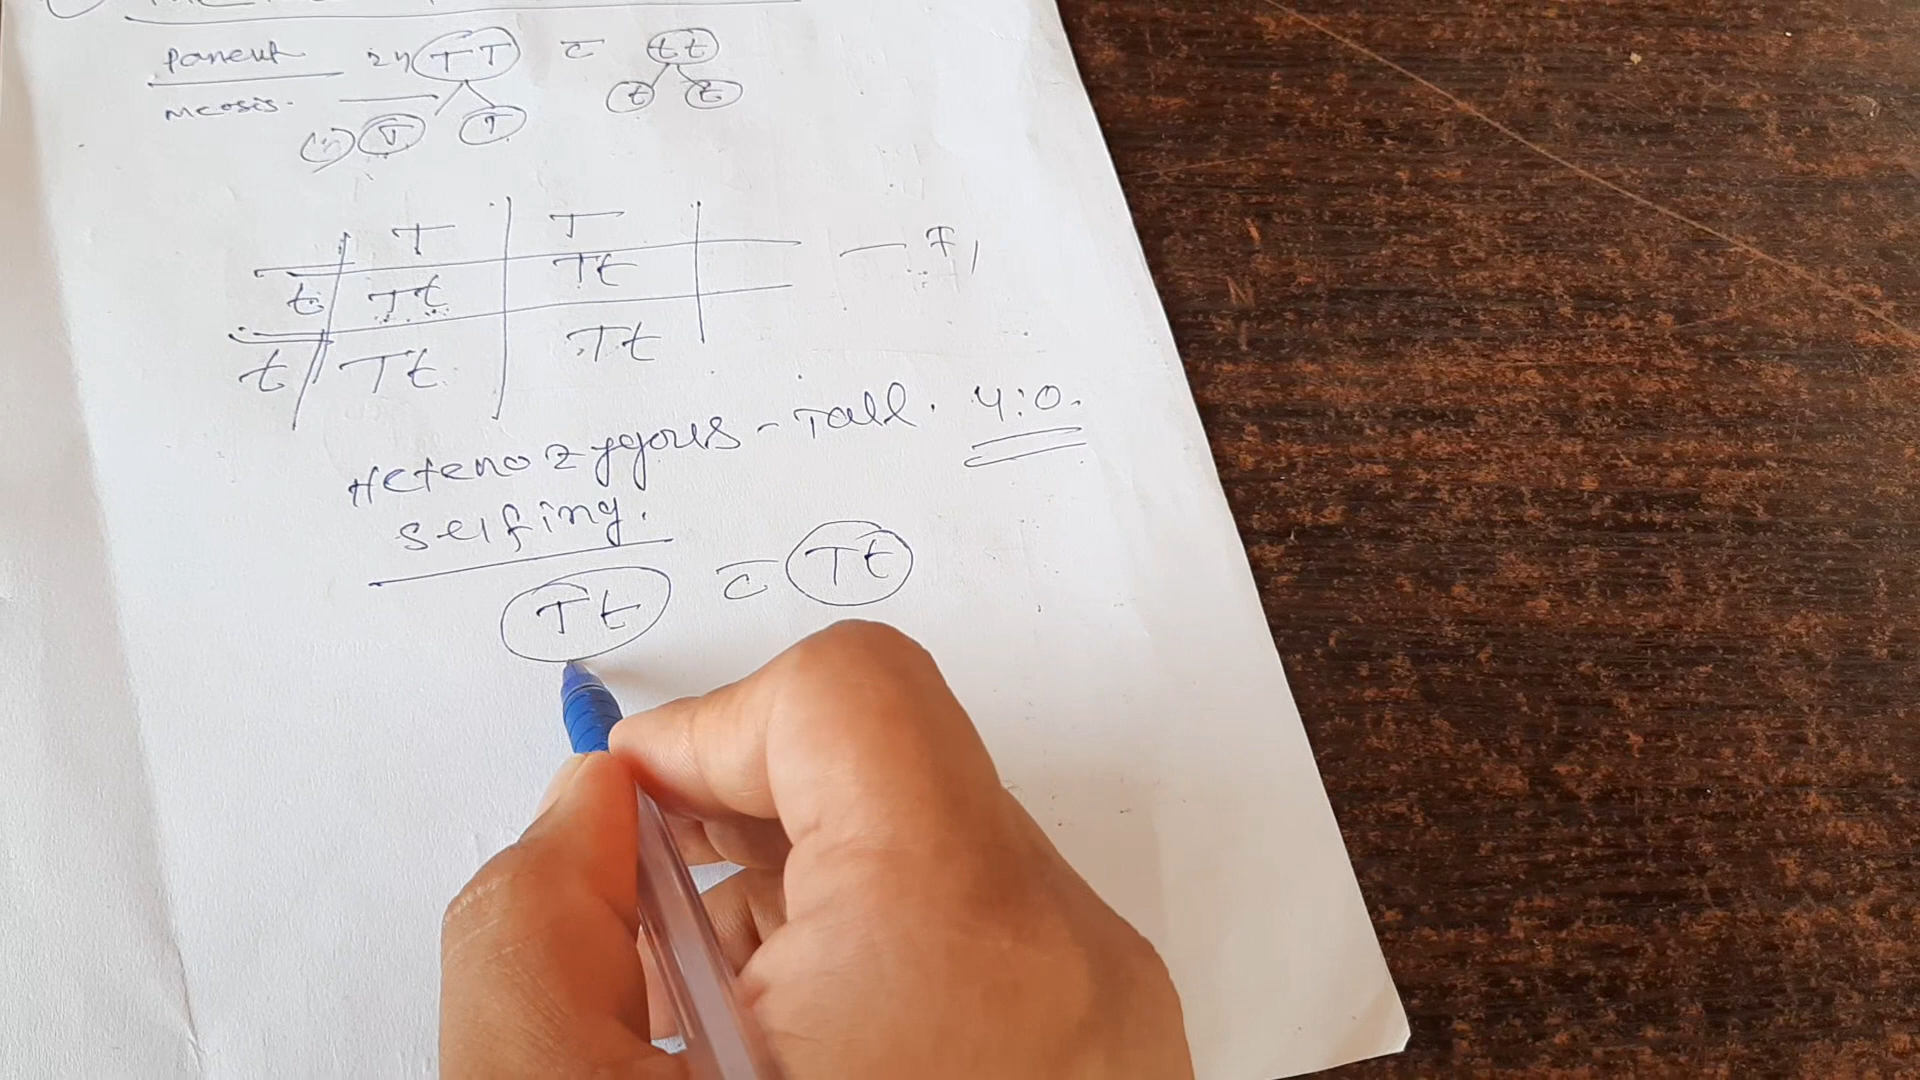 Parent 2n TT c tt
meosis. t t
(n) T T
T T
t Tt Tt — F1
t Tt Tt
Heterozygous - Tall. 4:0.
selfing.
Tt c Tt